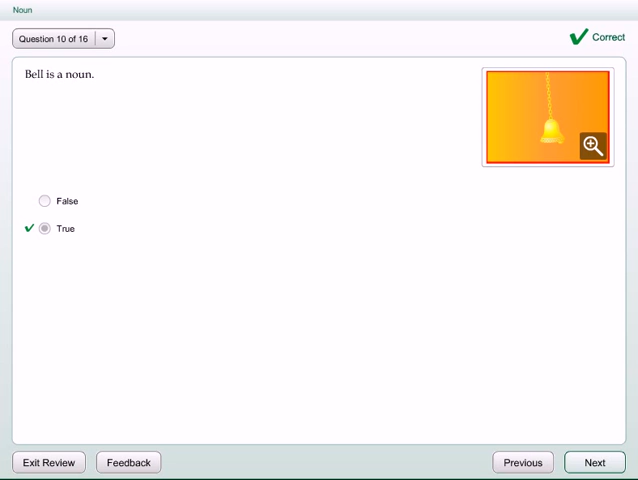 Noun
Question 10 of 16
Correct
Bell is a noun.
False
True
Exit Review
Feedback
Previous
Next